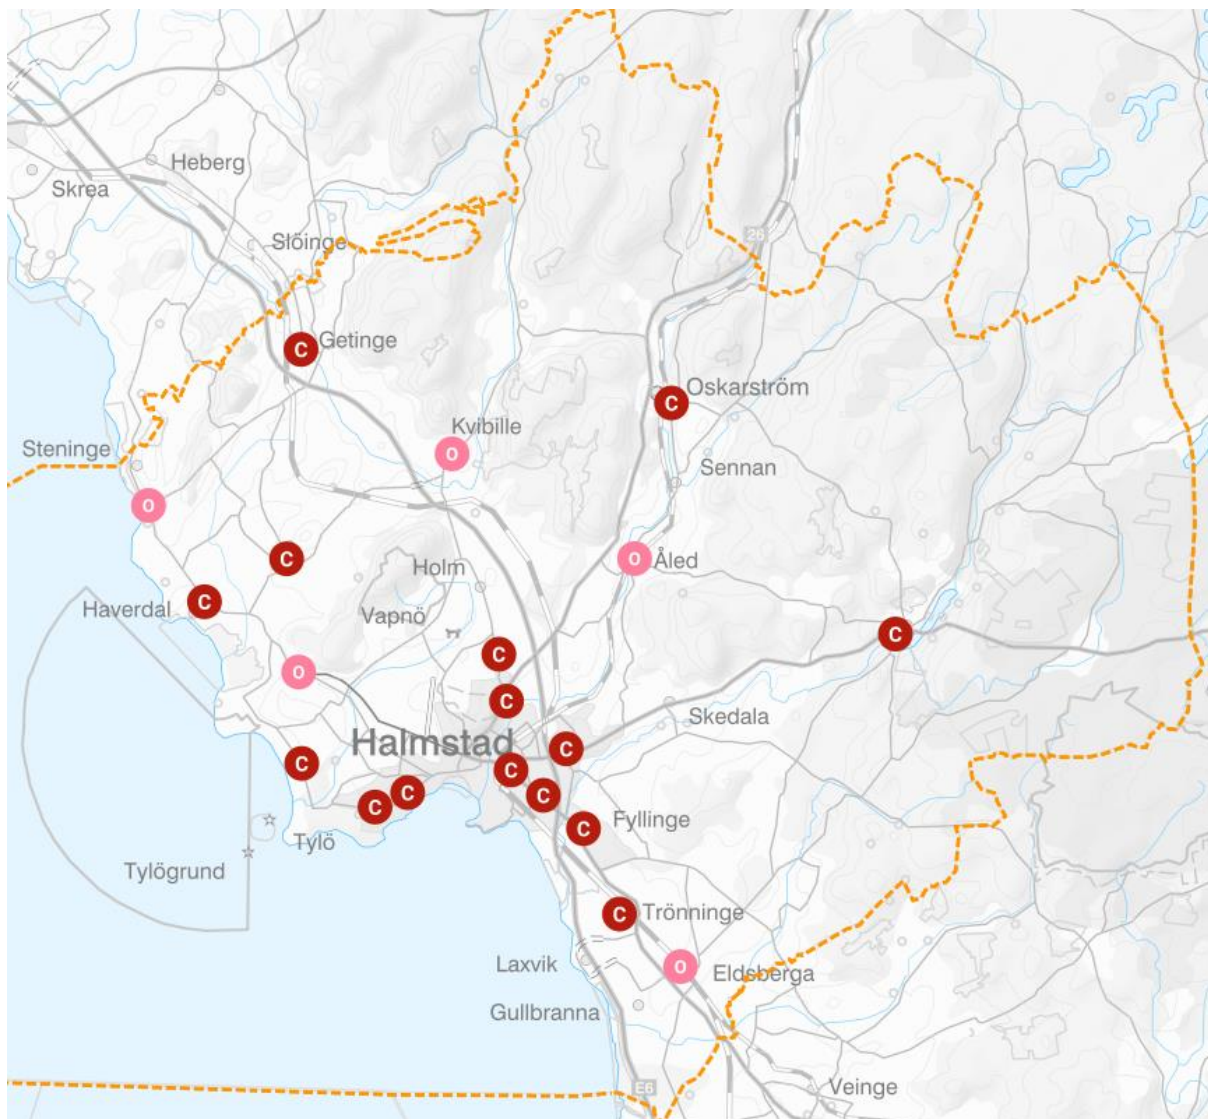 Heberg
Skrea
26
Slöinge
C
Getinge
C
Oskarström
Kvibille
O
Steninge
Sennan
O
C
O
Åled
Holm
Haverdal
C
Vapnö
C
C
O
C
Skedala
Halmstad
C
C
C
C
C
C
C
Fyllinge
Tylö
Tylögrund
C
Trönninge
Laxvik
O
Eldsberga
Gullbranna
E6
Veinge